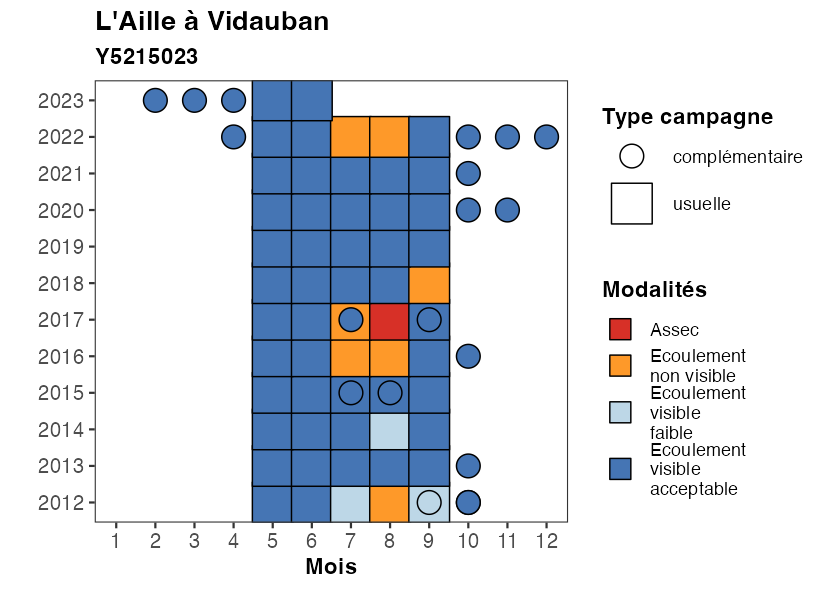 L'Aille à Vidauban
Y5215023
2023
2022
2021
2020
2019
2018
2017
2016
2015
2014
2013
2012
1 2 3 4 5 6 7 8 9 10 11 12
Mois
Type campagne
complémentaire
usuelle
Modalités
Assec
Ecoulement
non visible
Ecoulement
visible
faible
Ecoulement
visible
acceptable